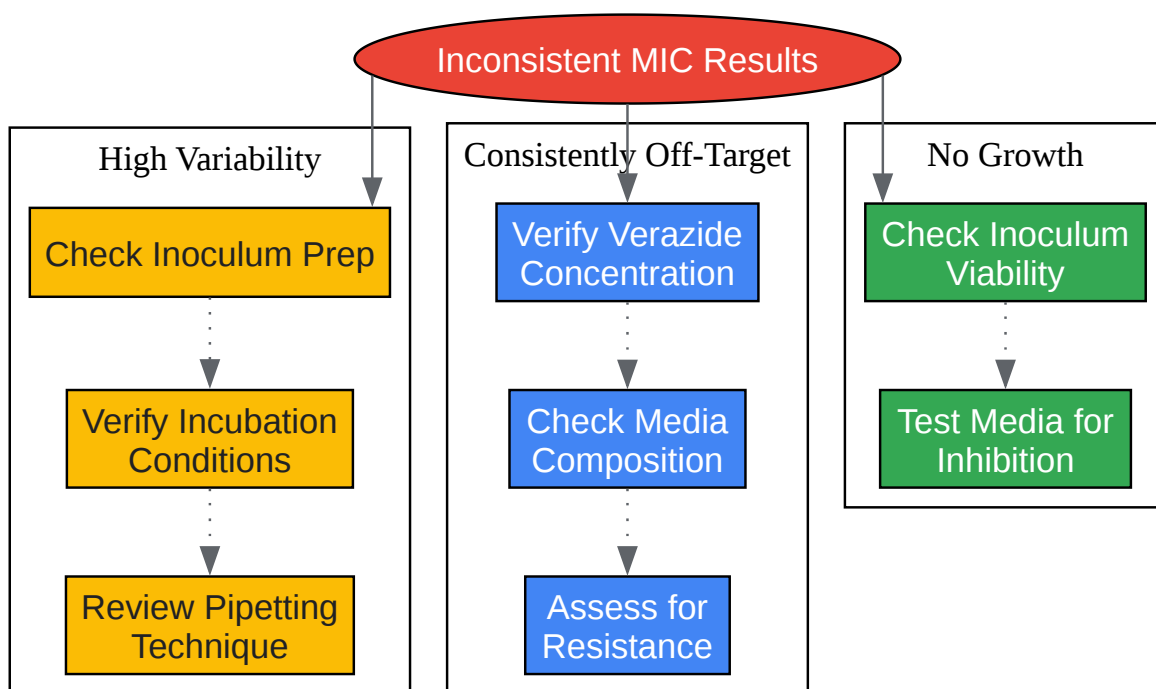 Inconsistent MIC Results
High Variability
Check Inoculum Prep
Verify Incubation
Conditions
Review Pipetting
Technique
Consistently Off-Target
Verify Verazide
Concentration
Check Media
Composition
Assess for
Resistance
No Growth
Check Inoculum
Viability
Test Media for
Inhibition